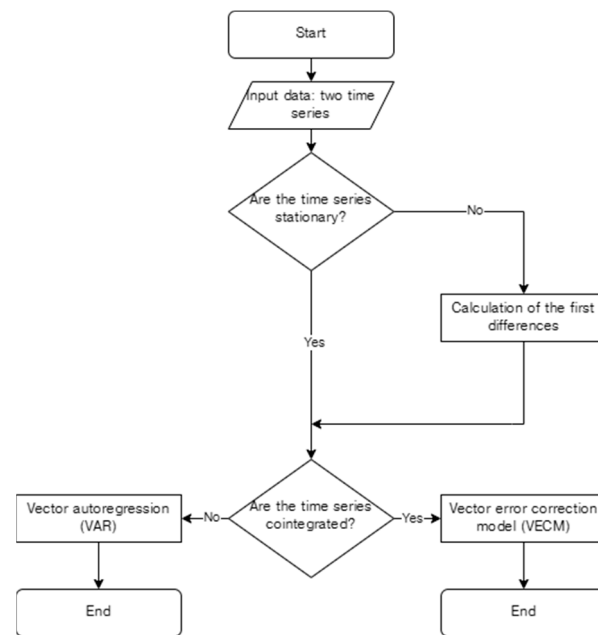 Start
Input data: two time
series
Are the time series
stationary?
No
Calculation of the first
differences
Yes
Are the time series
cointegrated?
No
Yes
Vector autoregression
(VAR)
Vector error correction
model (VECM)
End
End